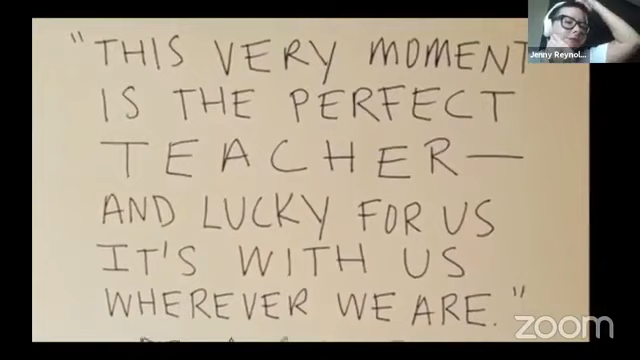 "THIS VERY MOMENT
IS THE PERFECT
TEACHER—
AND LUCKY FOR US
IT'S WITH US
WHEREVER WE ARE."
Jenny Reynol...
zoom